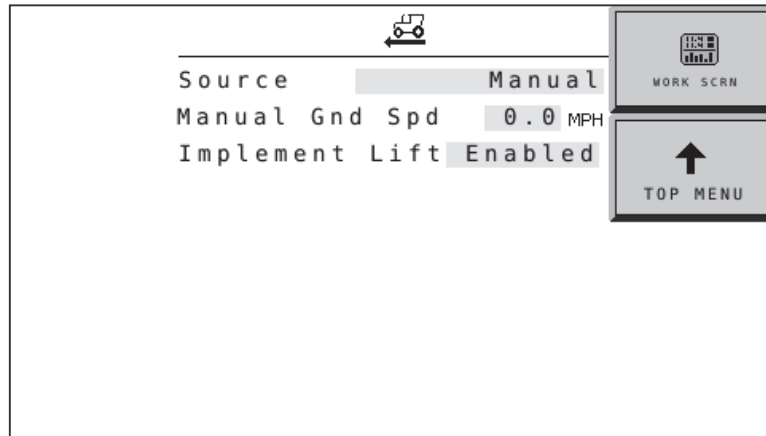 WORK SCRN
Source Manual
Manual Gnd Spd 0.0 MPH
Implement Lift Enabled
TOP MENU